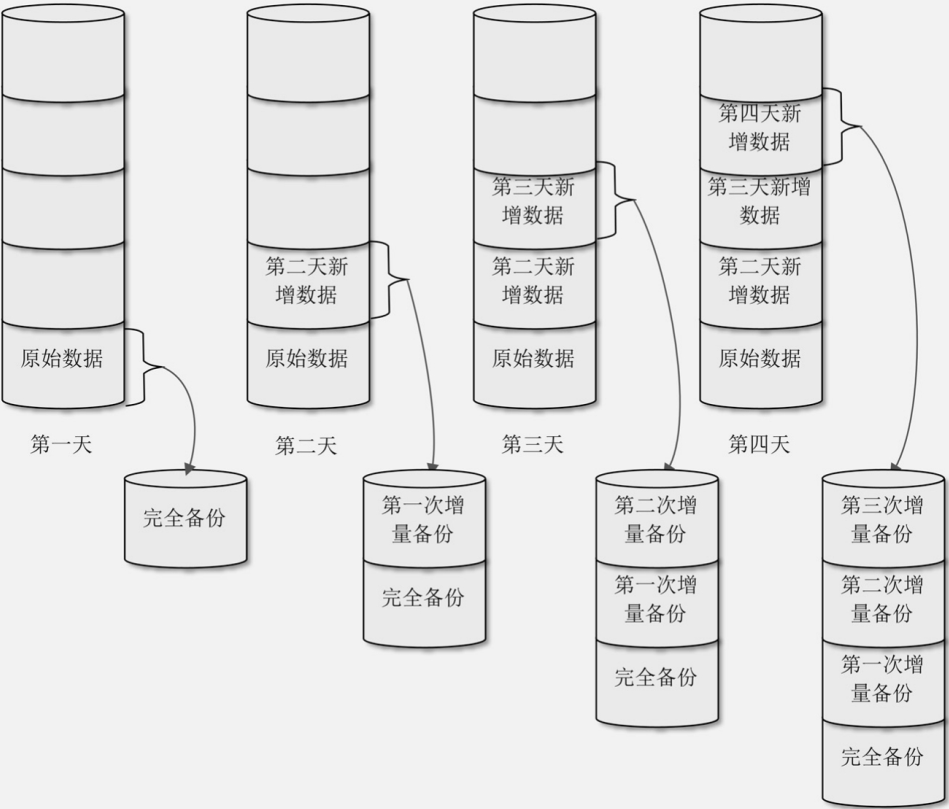 第四天新
增数据
第三天新
增数据
第三天新增
数据
第二天新
增数据
第二天新
增数据
第二天新
增数据
原始数据
原始数据
原始数据
原始数据
第一天
第二天
第三天
第四天
完全备份
第一次增
量备份
完全备份
第二次增
量备份
第一次增
量备份
完全备份
第三次增
量备份
第二次增
量备份
第一次增
量备份
完全备份